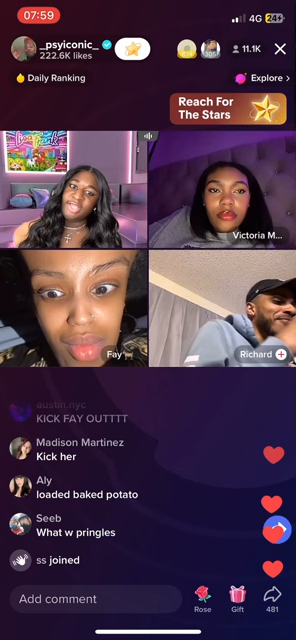 07:59
4G 24+
_psyiconic_
222.6K likes
11.1K
Daily Ranking
Explore >
Reach For
The Stars
Victoria M...
Fay
Richard
austin.nyc
KICK FAY OUTTTT
Madison Martinez
Kick her
Aly
loaded baked potato
Seeb
What w pringles
ss joined
Add comment
Rose
Gift
481